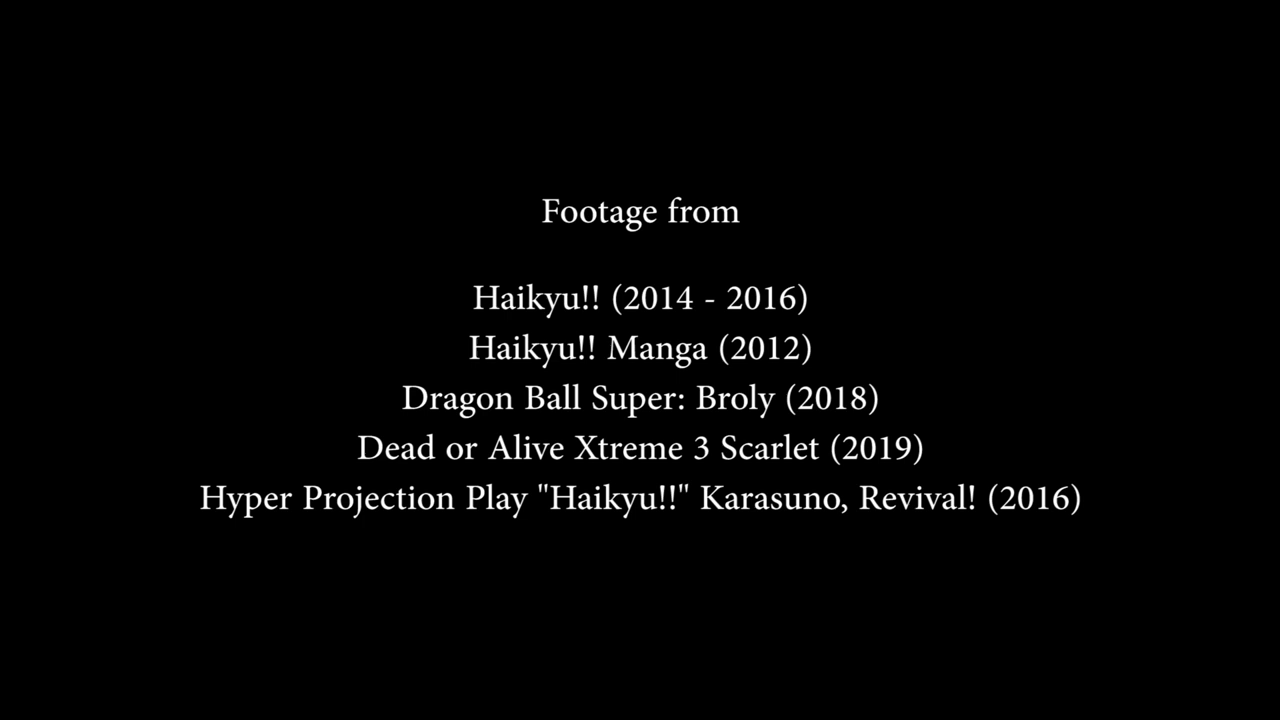 Footage from
Haikyu!! (2014 - 2016)
Haikyu!! Manga (2012)
Dragon Ball Super: Broly (2018)
Dead or Alive Xtreme 3 Scarlet (2019)
Hyper Projection Play "Haikyu!!" Karasuno, Revival! (2016)